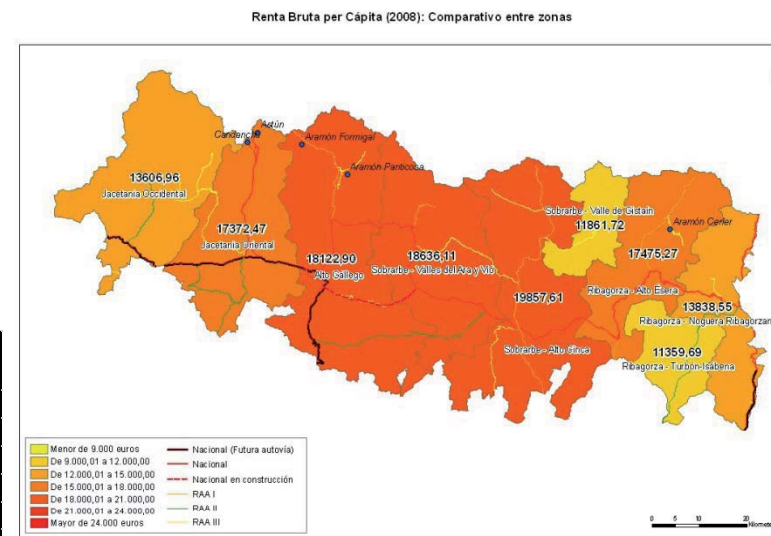 Renta Bruta per Cápita (2008): Comparativo entre zonas
Astún
Candanchú
Aramón Formigal
Aramón Panticosa
13606,96
Jacetania Occidental
17372,47
Jacetania Oriental
18122,90
Alto Gallego
18636,11
Sobrarbe - Valles del Ara y Vió
Sobrarbe - Valle de Gistain
11861,72
Aramón Cerler
17475,27
19857,61
Ribagorza - Alto Esera
Sobrarbe - Alto Cinca
13838,55
Ribagorza - Noguera Ribagorzan
11359,69
Ribagorza - Turbón-Isabena
Menor de 9.000 euros
De 9.000,01 a 12.000,00
De 12.000,01 a 15.000,00
De 15.000,01 a 18.000,00
De 18.000,01 a 21.000,00
De 21.000,01 a 24.000,00
Mayor de 24.000 euros
Nacional (Futura autovía)
Nacional
Nacional en construcción
RAA I
RAA II
RAA III
0 5 10 20
Kilomete